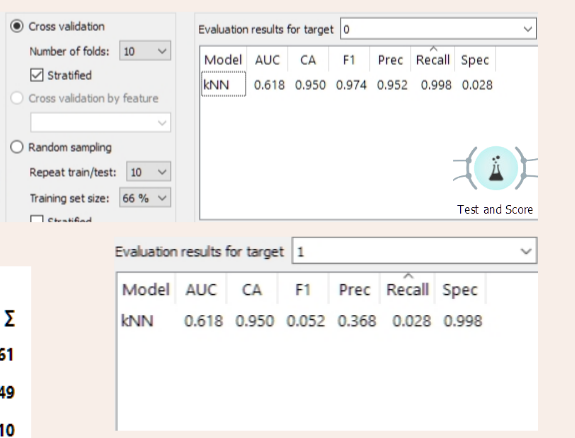 Cross validation
Number of folds: 10
Stratified
Cross validation by feature
Random sampling
Repeat train/test: 10
Training set size: 66 %
Stratified
Evaluation results for target 0
Model AUC CA F1 Prec Recall Spec
kNN 0.618 0.950 0.974 0.952 0.998 0.028
Test and Score
Evaluation results for target 1
Model AUC CA F1 Prec Recall Spec
kNN 0.618 0.950 0.052 0.368 0.028 0.998
Σ
61
49
10